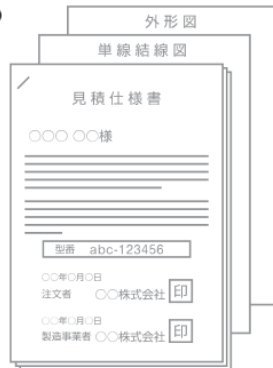 外形図
単線結線図
見積仕様書
○○○ ○○様
型番 abc-123456
○○年○月○日
注文者 ○○株式会社 印
○○年○月○日
製造事業者 ○○株式会社 印